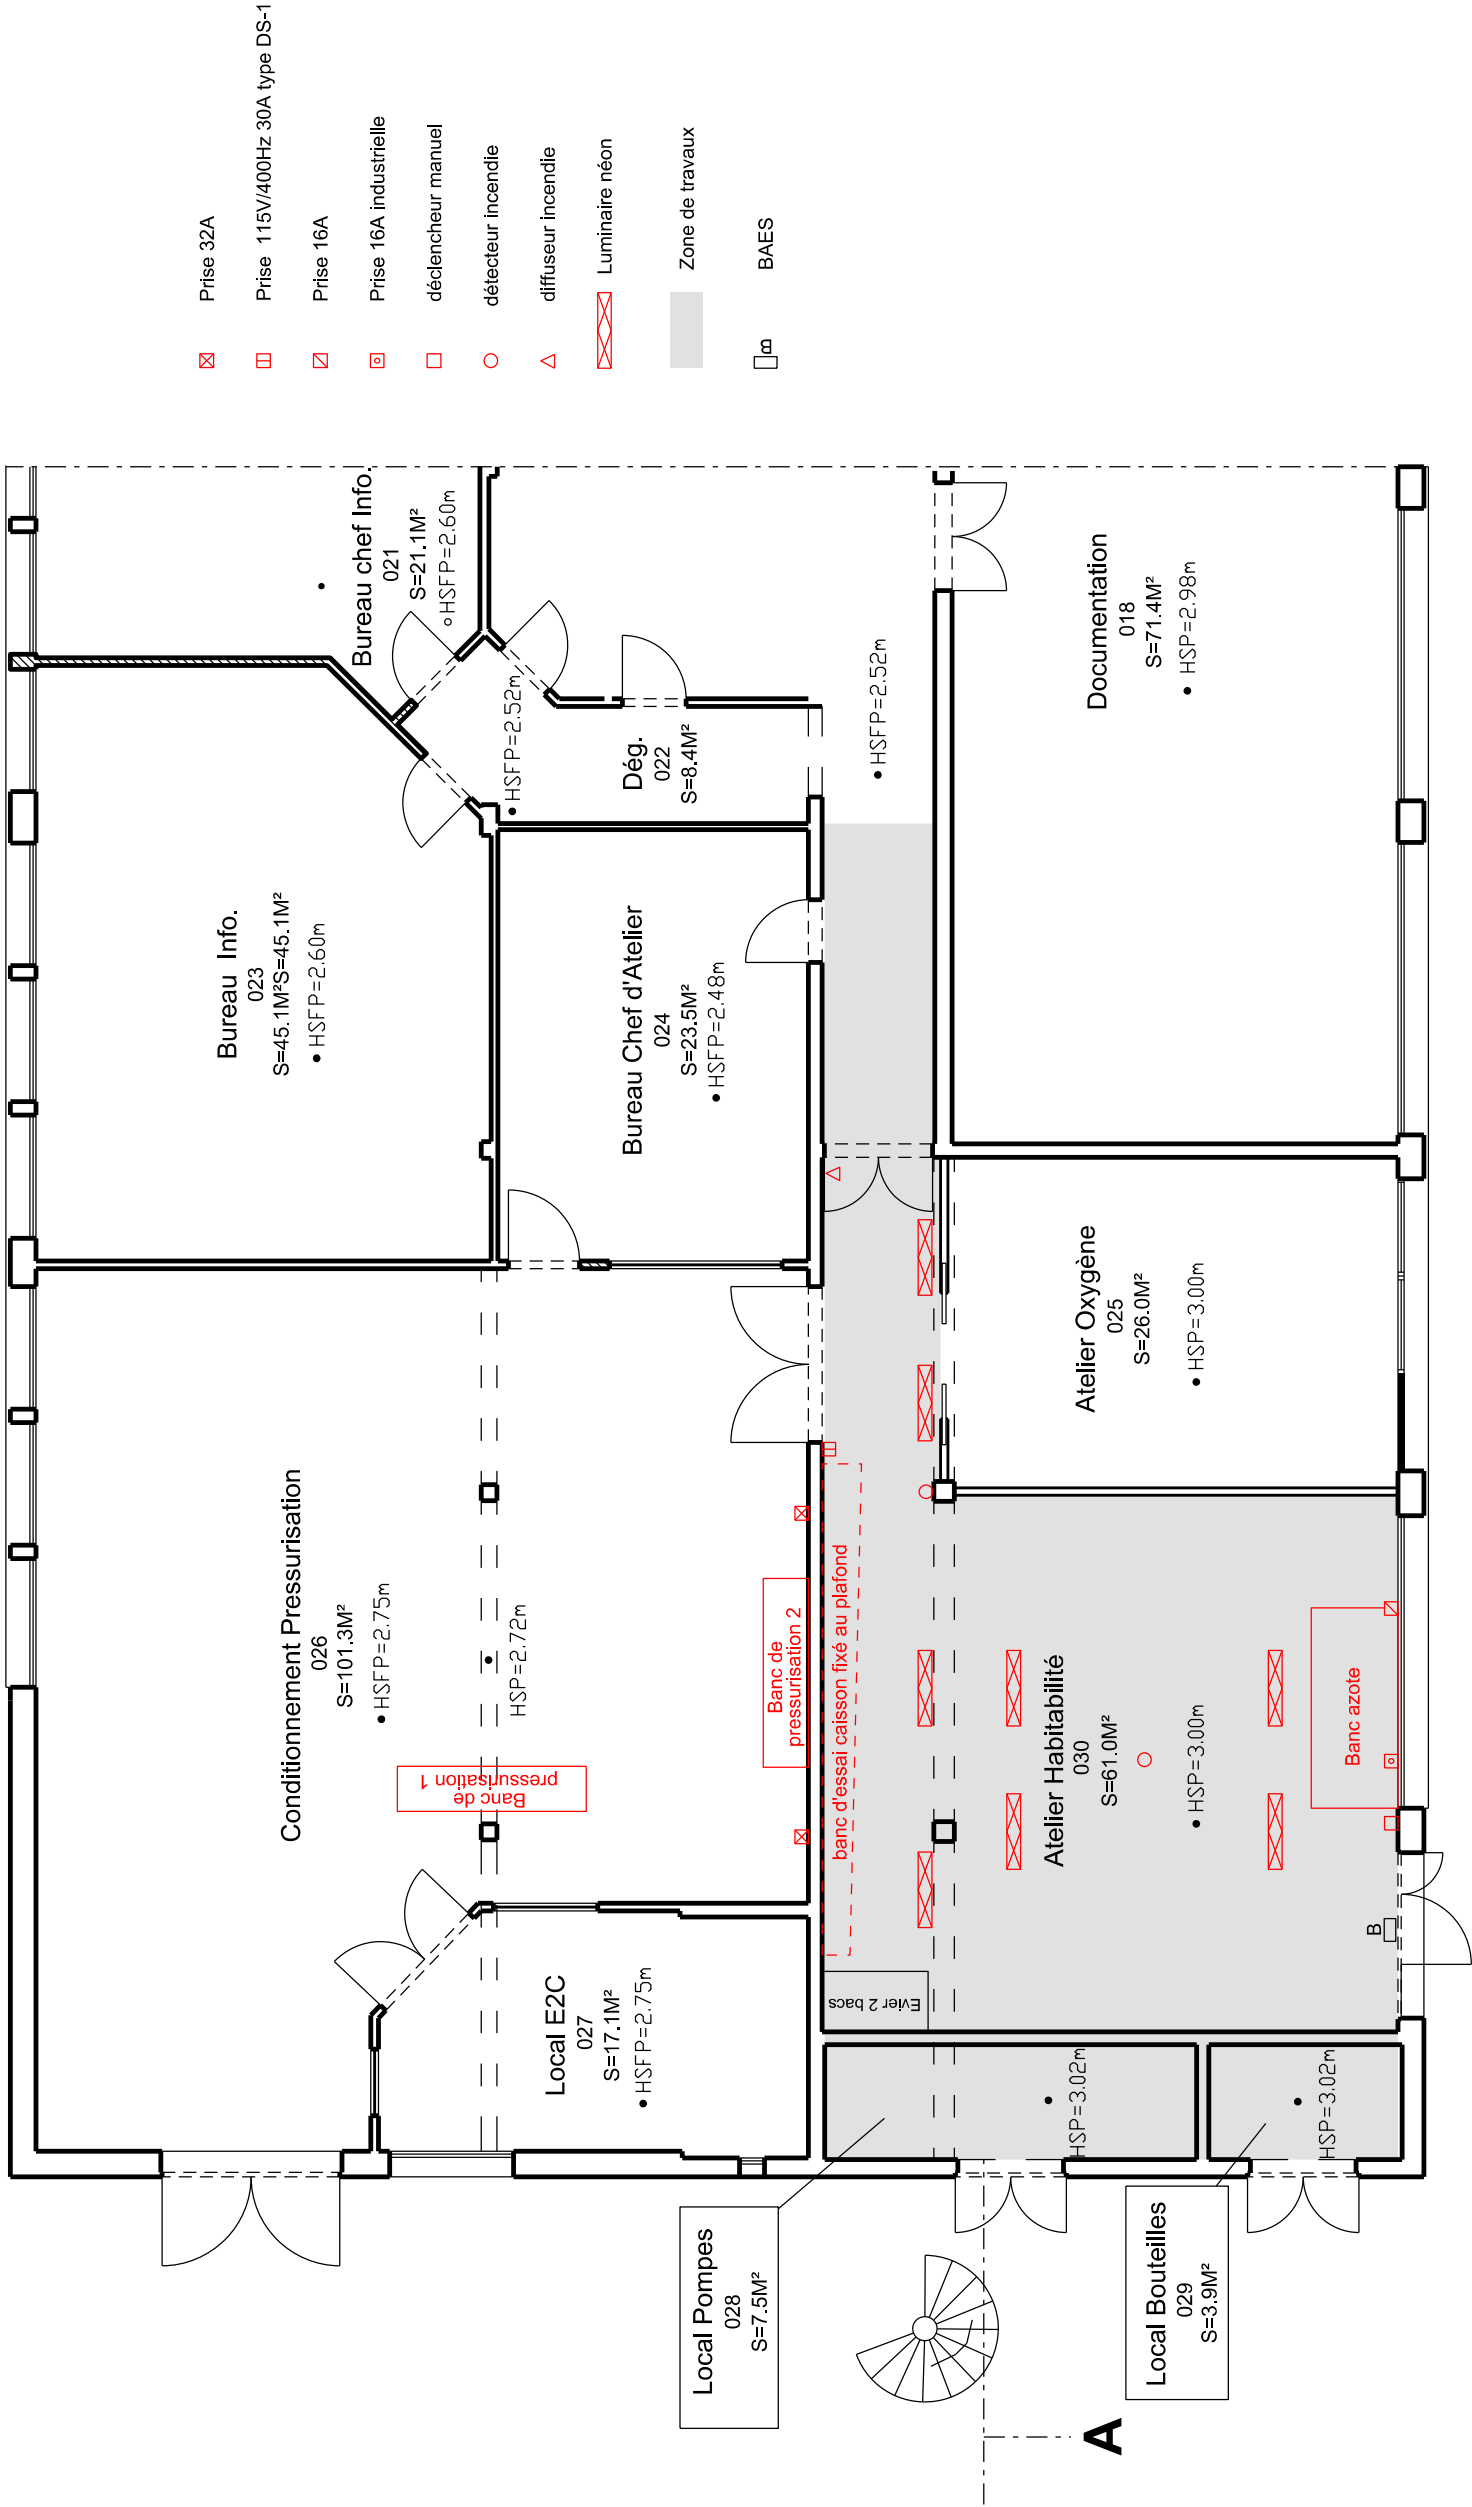 Prise 32A
Prise 115V/400Hz 30A type DS-1
Prise 16A
Prise 16A industrielle
déclencheur manuel
détecteur incendie
diffuseur incendie
Luminaire néon
Zone de travaux
B
BAES
Bureau chef Info.
021
S=21.1M²
HSFP=2.60m
Bureau Info.
023
S=45.1M²S=45.1M²
HSFP=2.60m
HSFP=2.52m
Dég.
022
S=8.4M²
HSFP=2.52m
Documentation
018
S=71.4M²
HSP=2.98m
Bureau Chef d'Atelier
024
S=23.5M²
HSFP=2.48m
Atelier Oxygène
025
S=26.0M²
HSP=3.00m
Conditionnement Pressurisation
026
S=101.3M²
HSFP=2.75m
HSP=2.72m
Banc de
pressurisation 1
Banc de
pressurisation 2
banc d'essai caisson fixé au plafond
Atelier Habitabilité
030
S=61.0M²
HSP=3.00m
Banc azote
B
Evier 2 bacs
Local E2C
027
S=17.1M²
HSFP=2.75m
HSP=3.02m
HSP=3.02m
Local Pompes
028
S=7.5M²
Local Bouteilles
029
S=3.9M²
A